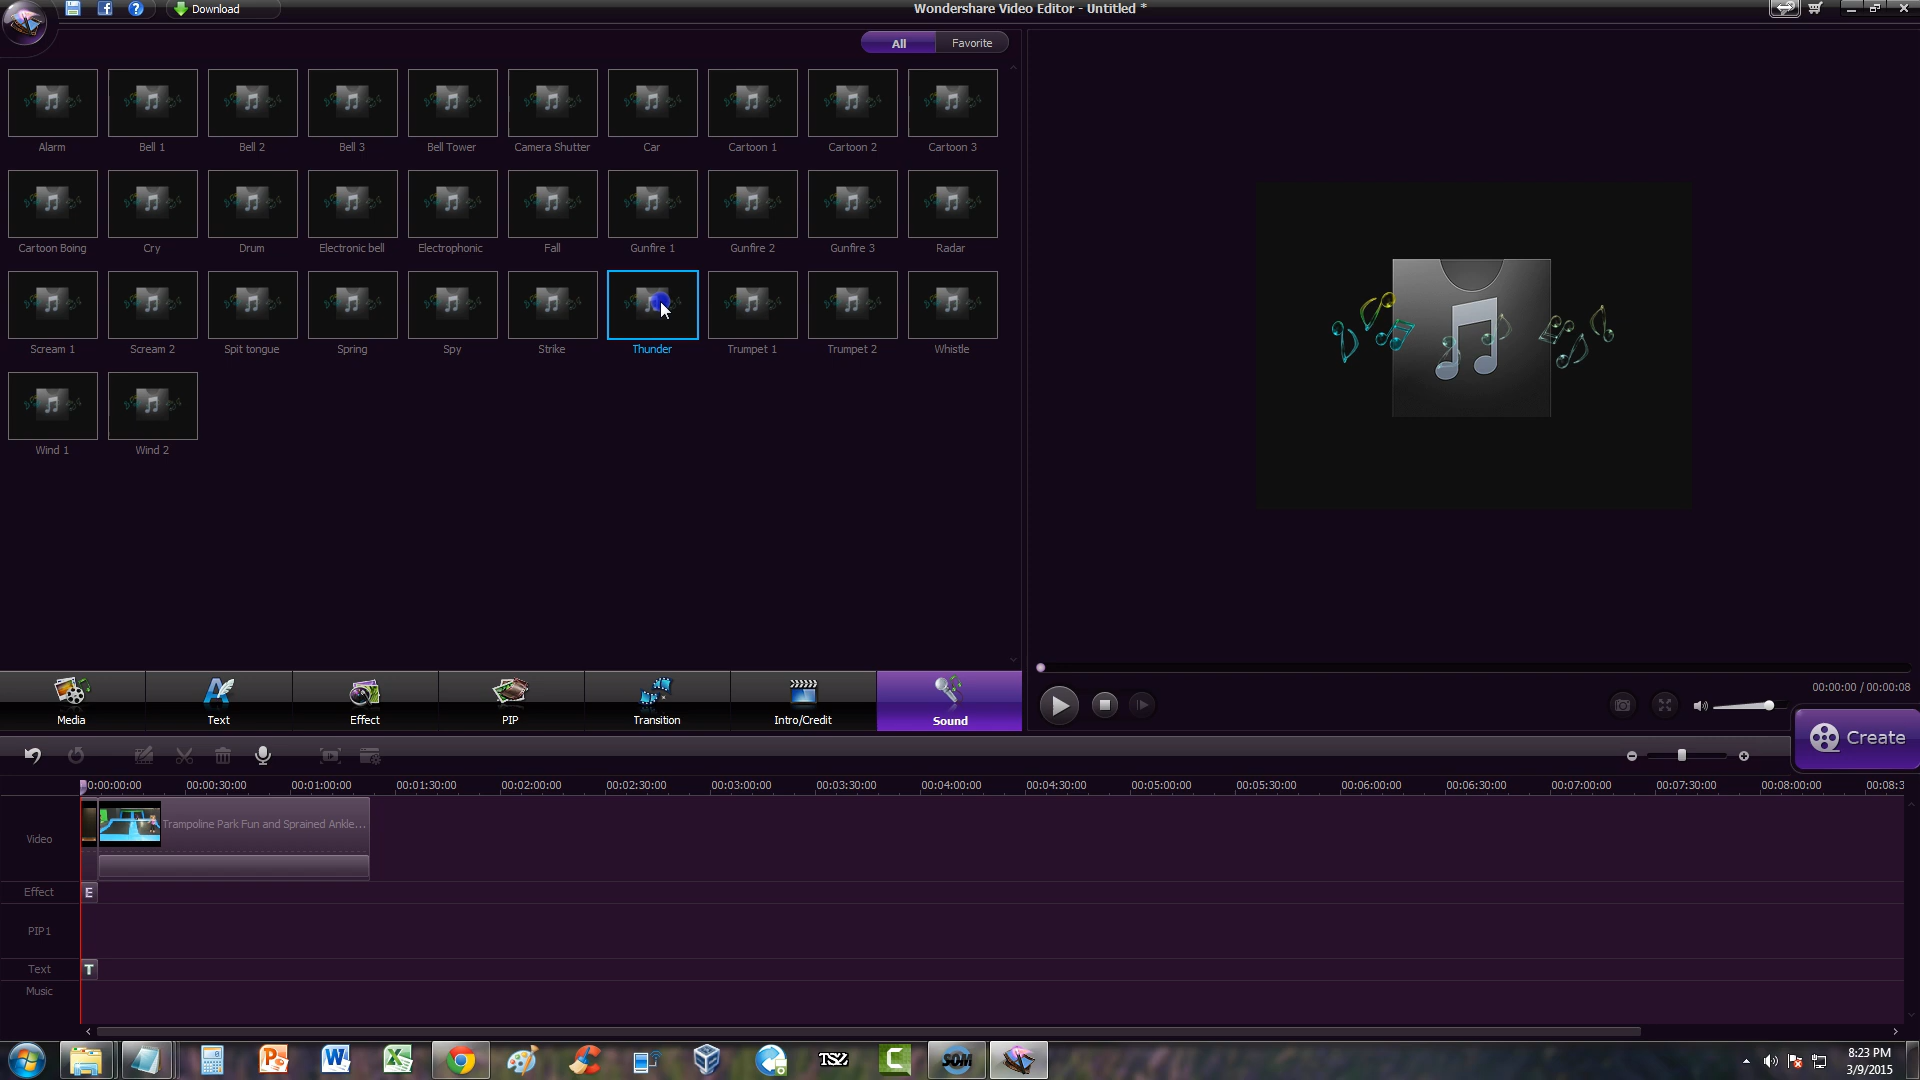 Download
Wondershare Video Editor - Untitled *
All Favorite
Alarm Bell 1 Bell 2 Bell 3 Bell Tower Camera Shutter Car Cartoon 1 Cartoon 2 Cartoon 3
Cartoon Boing Cry Drum Electronic bell Electrophonic Fall Gunfire 1 Gunfire 2 Gunfire 3 Radar
Scream 1 Scream 2 Spit tongue Spring Spy Strike Thunder Trumpet 1 Trumpet 2 Whistle
Wind 1 Wind 2
00:00:00 / 00:00:08
Media Text Effect PIP Transition Intro/Credit Sound
Create
0:00:00:00 00:00:30:00 00:01:00:00 00:01:30:00 00:02:00:00 00:02:30:00 00:03:00:00 00:03:30:00 00:04:00:00 00:04:30:00 00:05:00:00 00:05:30:00 00:06:00:00 00:06:30:00 00:07:00:00 00:07:30:00 00:08:00:00 00:08:3
Video Trampoline Park Fun and Sprained Ankle...
Effect E
PIP1
Text T
Music
TSZ SOM
8:23 PM
3/9/2015